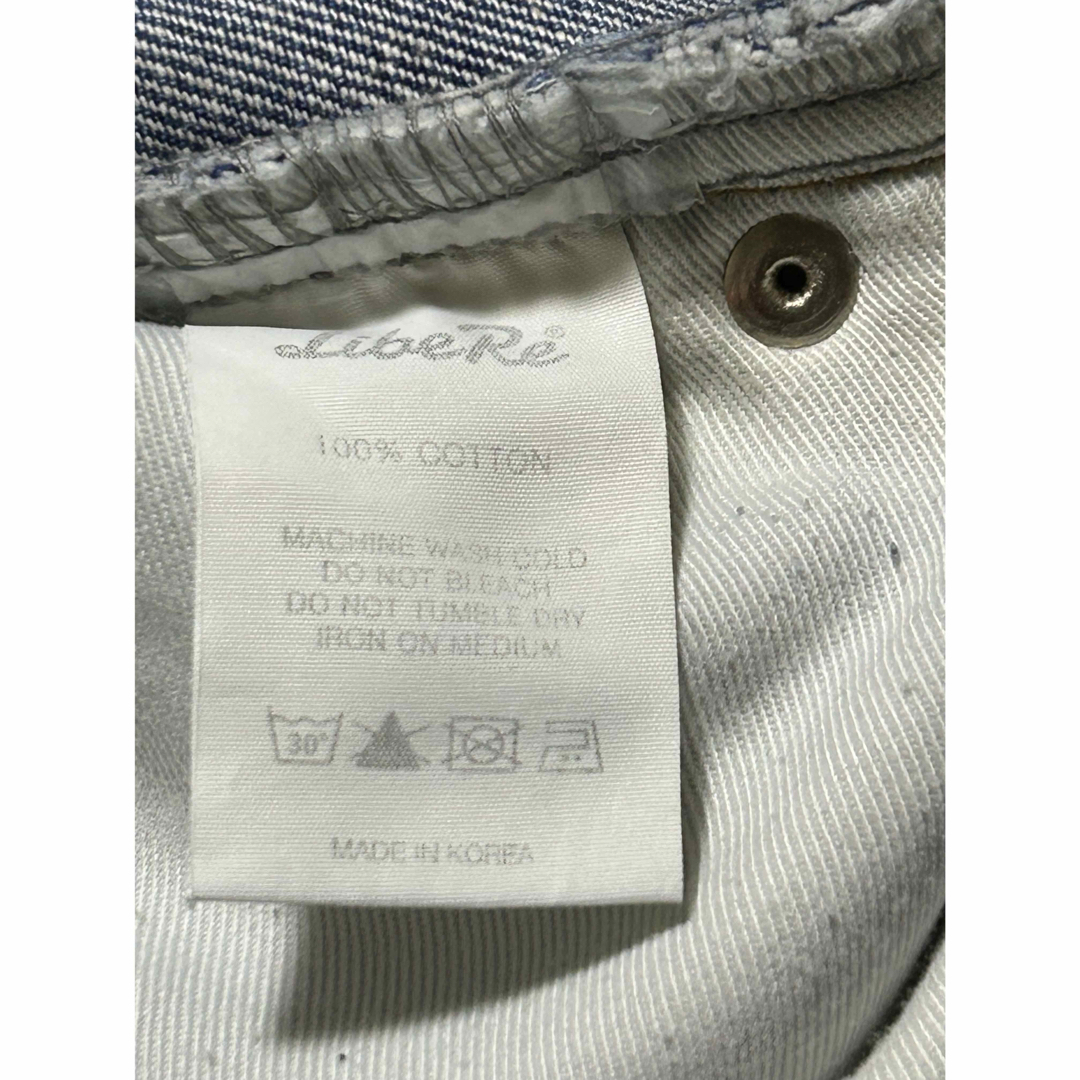 LibeRé®
100% COTTON
MACHINE WASH COLD
DO NOT BLEACH
DO NOT TUMBLE DRY
IRON ON MEDIUM
30°
MADE IN KOREA